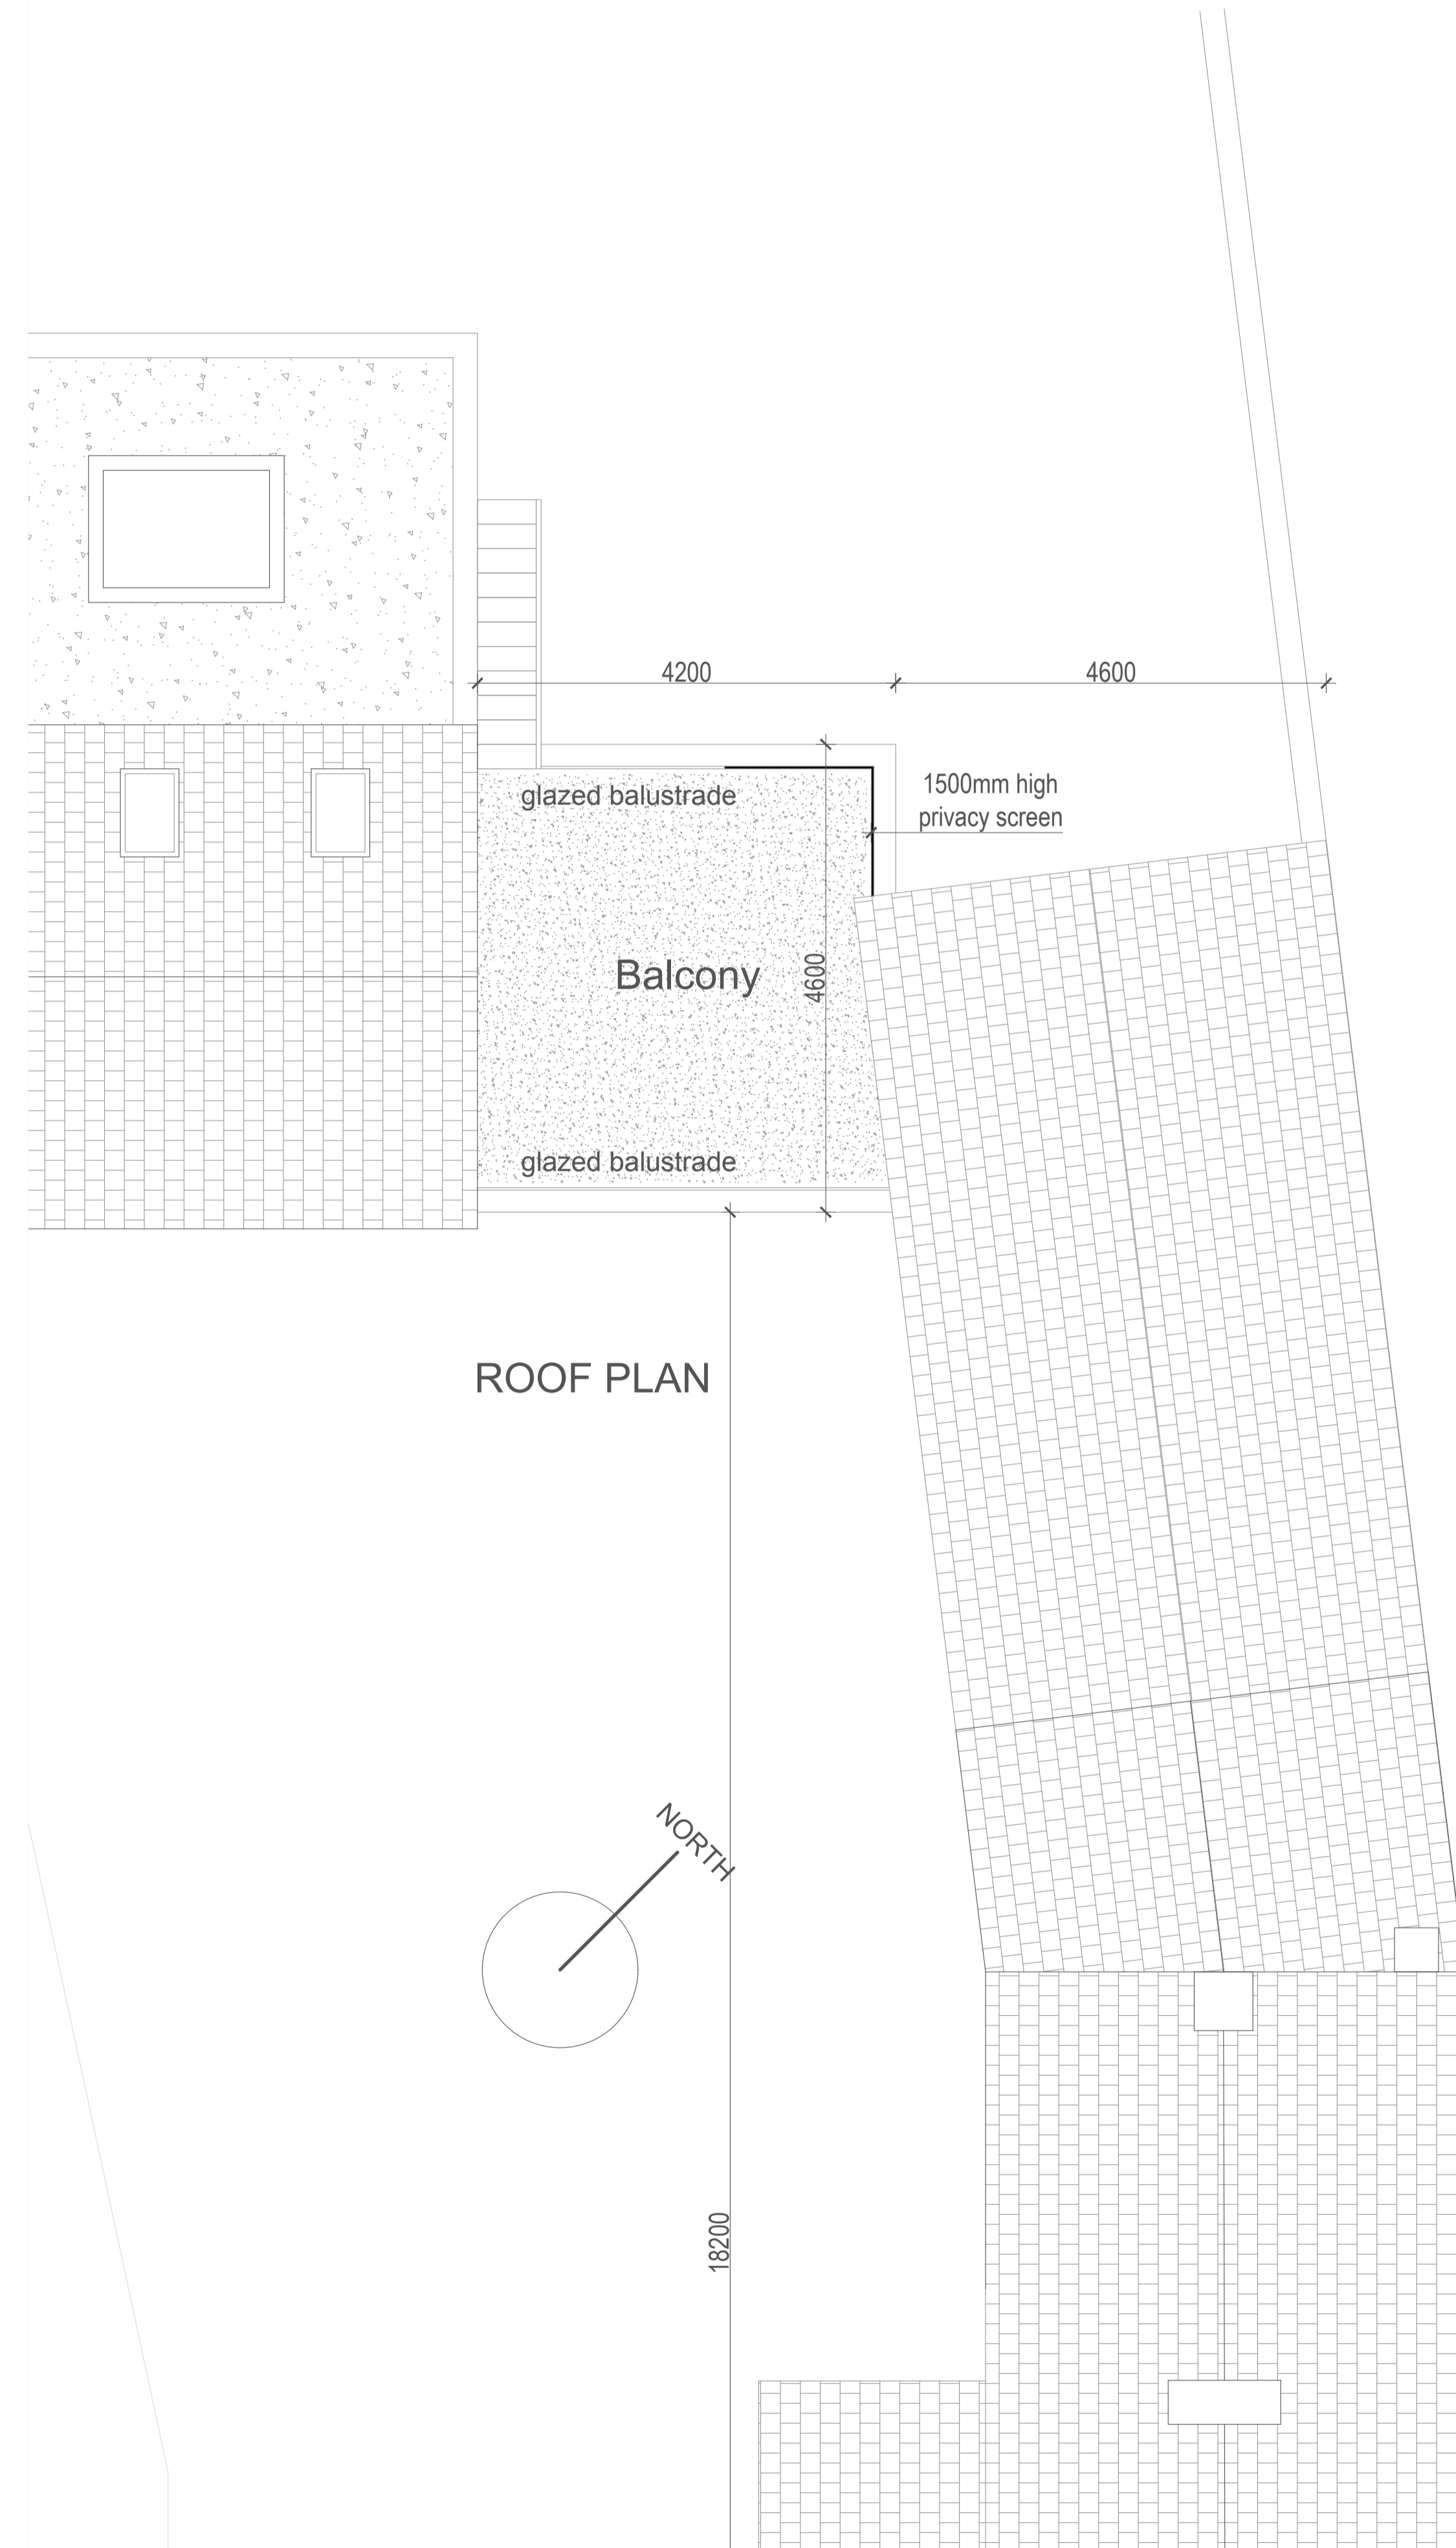 4200
4600
1500mm high
privacy screen
glazed balustrade
Balcony
4600
glazed balustrade
ROOF PLAN
NORTH
18200